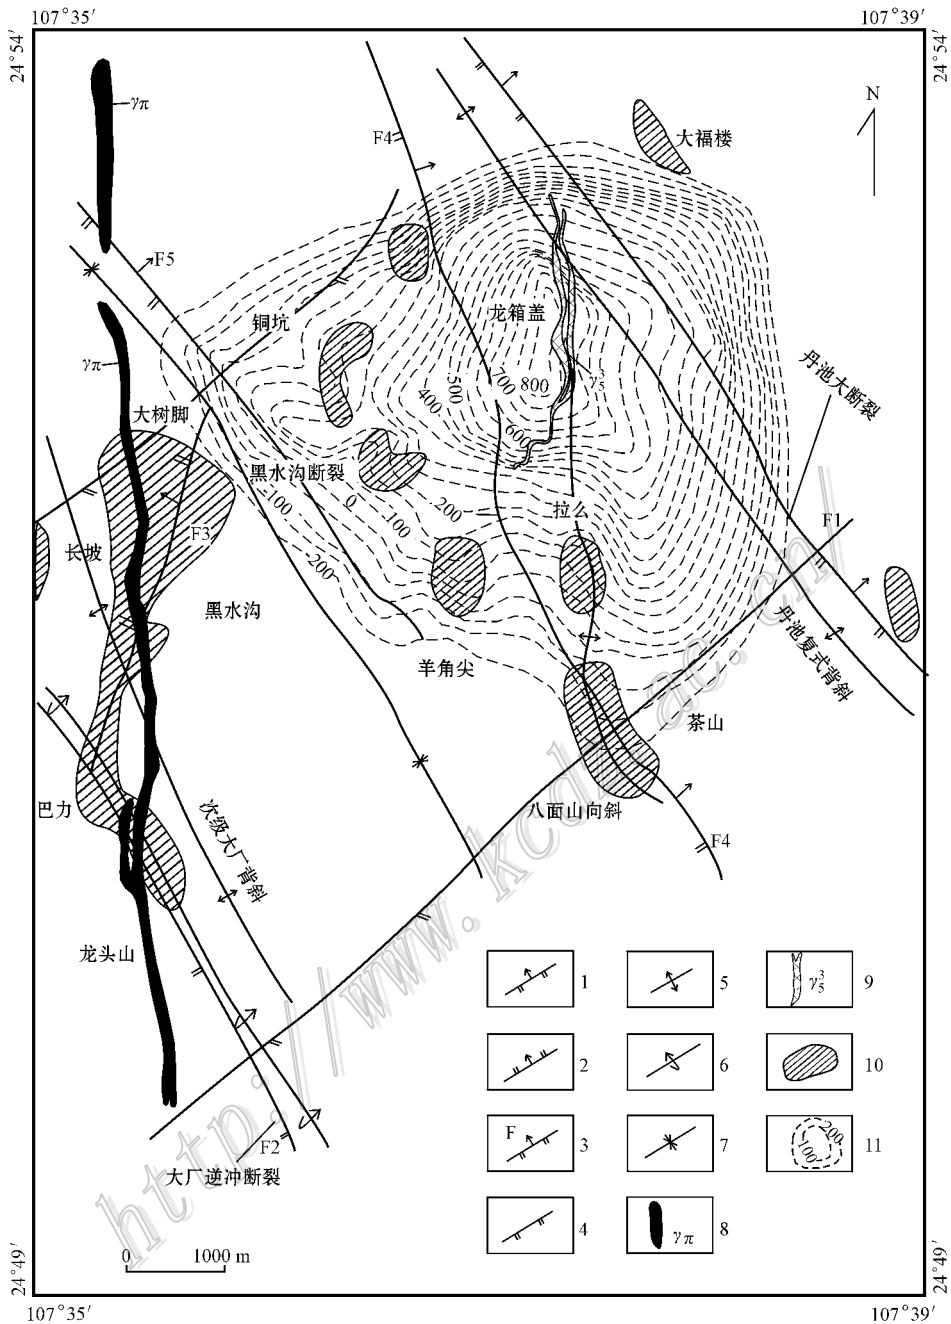 107°35′
107°39′
24°54′
24°54′
N
γπ
F4
大福楼
F5
铜坑
龙箱盖
γπ
γ₅³
800
700
500
400
600
丹池大断裂
大树脚
黑水沟断裂
-100
0
100
200
-200
拉么
F1
长坡
F3
黑水沟
羊角尖
丹池复式背斜
茶山
巴力
次级大厂背斜
八面山向斜
F4
龙头山
F2
大厂逆冲断裂
1
5
γ₅³
9
2
6
10
F
3
7
200
100
11
4
γπ
8
0
1000 m
24°49′
24°49′
107°35′
107°39′